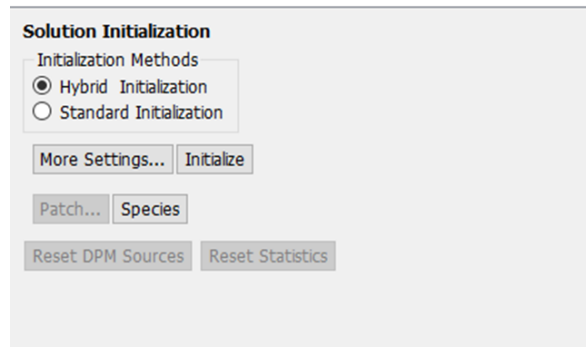 Solution Initialization
Initialization Methods
Hybrid Initialization
Standard Initialization
More Settings... Initialize
Patch... Species
Reset DPM Sources Reset Statistics